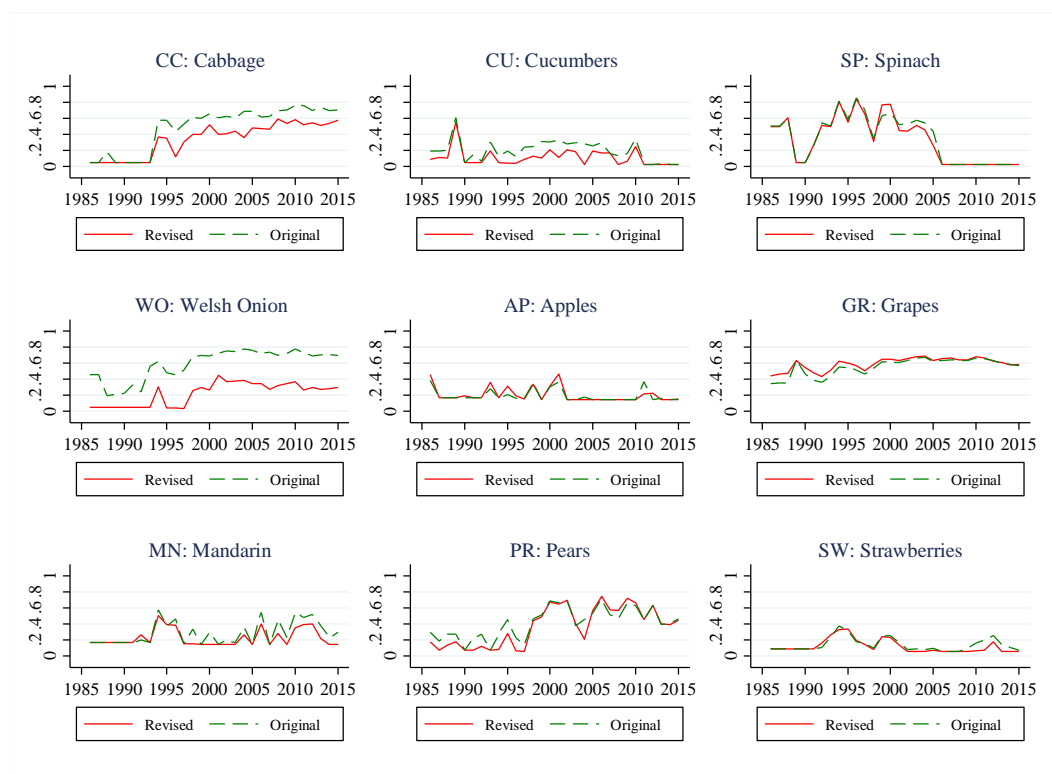 CC: Cabbage
CU: Cucumbers
SP: Spinach
0 .2 .4 .6 .8 1
0 .2 .4 .6 .8 1
0 .2 .4 .6 .8 1
1985 1990 1995 2000 2005 2010 2015
1985 1990 1995 2000 2005 2010 2015
1985 1990 1995 2000 2005 2010 2015
Revised Original
Revised Original
Revised Original
WO: Welsh Onion
AP: Apples
GR: Grapes
0 .2 .4 .6 .8 1
0 .2 .4 .6 .8 1
0 .2 .4 .6 .8 1
1985 1990 1995 2000 2005 2010 2015
1985 1990 1995 2000 2005 2010 2015
1985 1990 1995 2000 2005 2010 2015
Revised Original
Revised Original
Revised Original
MN: Mandarin
PR: Pears
SW: Strawberries
0 .2 .4 .6 .8 1
0 .2 .4 .6 .8 1
0 .2 .4 .6 .8 1
1985 1990 1995 2000 2005 2010 2015
1985 1990 1995 2000 2005 2010 2015
1985 1990 1995 2000 2005 2010 2015
Revised Original
Revised Original
Revised Original